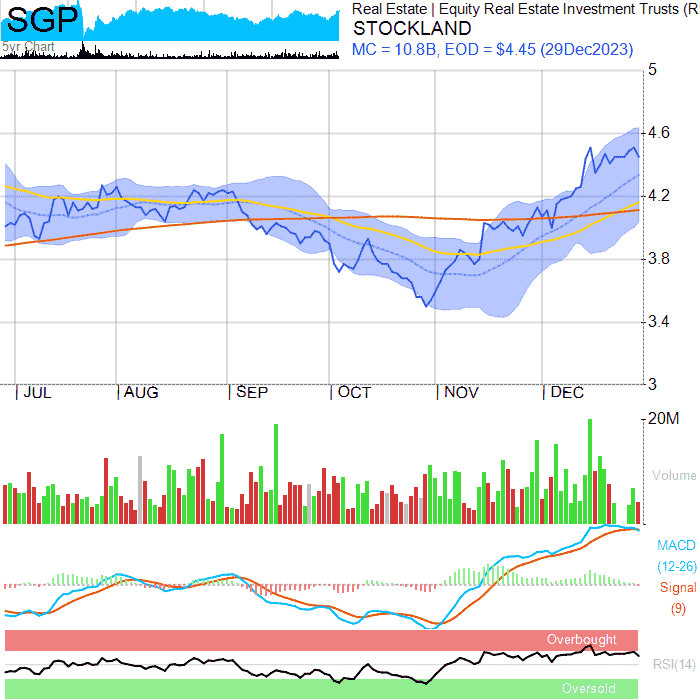 SGP
5yr Chart
Real Estate | Equity Real Estate Investment Trusts (R
STOCKLAND
MC = 10.8B, EOD = $4.45 (29Dec2023)
5
4.6
4.2
3.8
3.4
3
JUL AUG SEP OCT NOV DEC
20M
Volume
MACD
(12-26)
Signal
(9)
Overbought
RSI(14)
Oversold